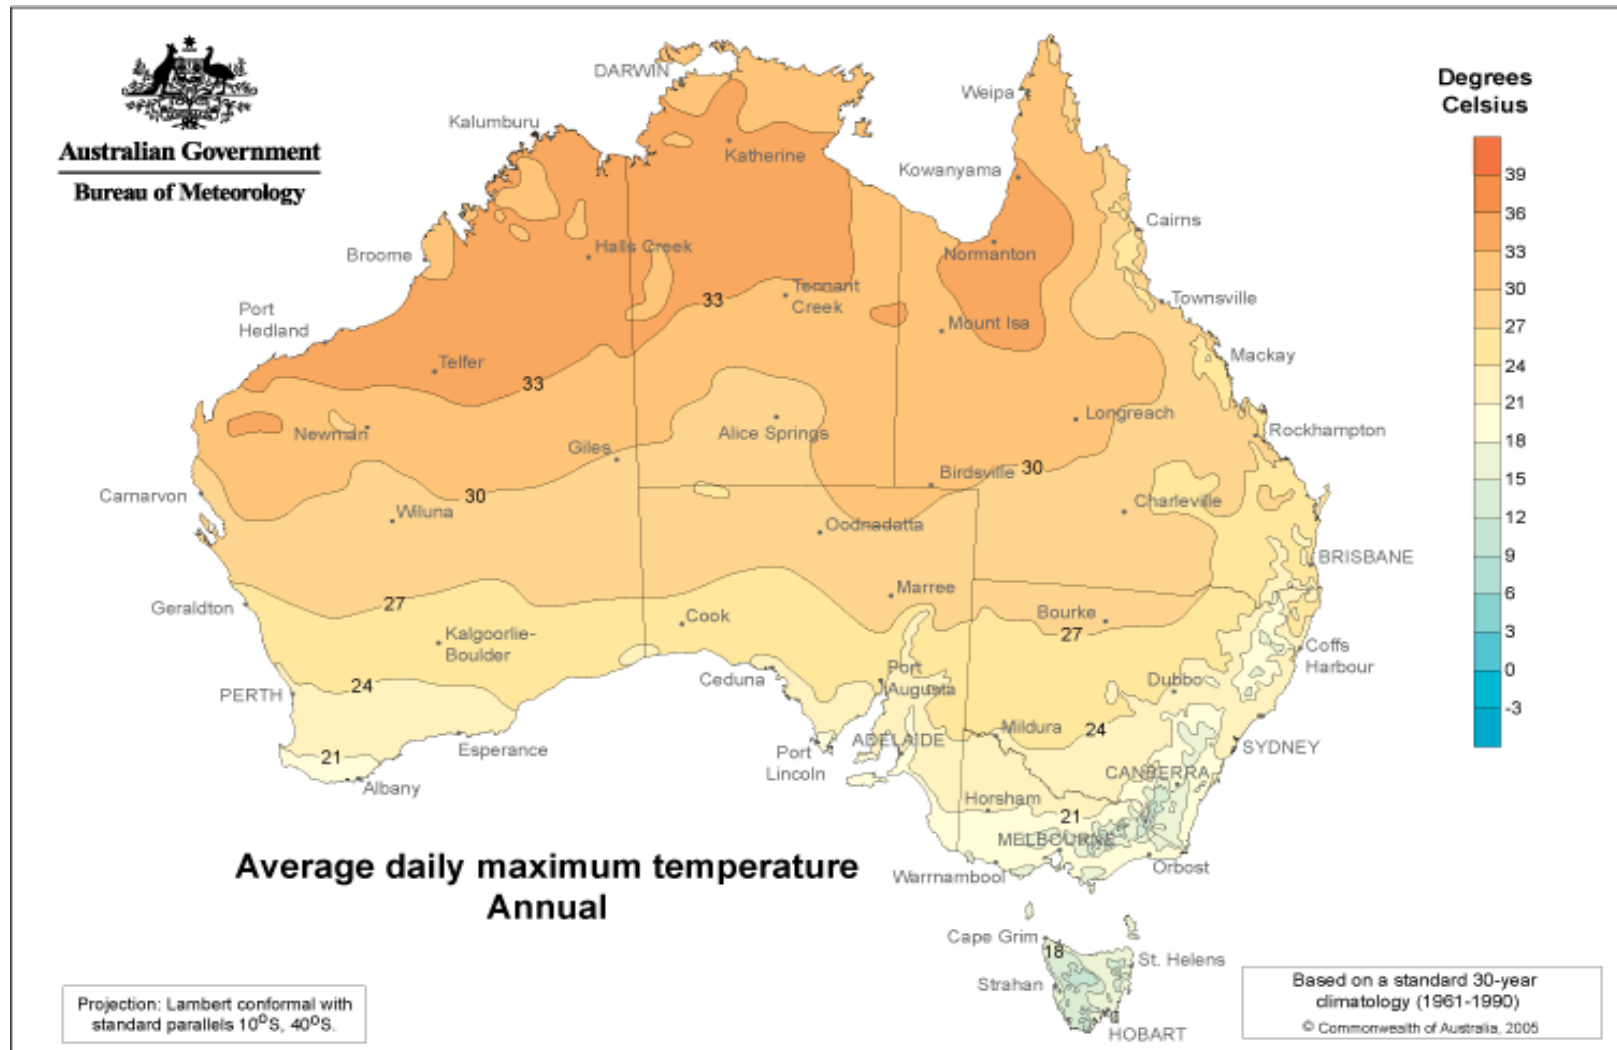 Australian Government
Bureau of Meteorology
Degrees
Celsius
39
36
33
30
27
24
21
18
15
12
9
6
3
0
-3
DARWIN
Weipa
Kalumburu
Katherine
Kowanyama
Cairns
Broome
Halls Creek
Normanton
Port
Hedland
33
Tennant
Creek
Townsville
Mount Isa
Telfer
33
Mackay
Newman
Alice Springs
Longreach
Rockhampton
Giles
Birdsville
30
Carnarvon
30
Wiluna
Charleville
Oodnadatta
BRISBANE
Geraldton
27
Marree
Cook
Bourke
27
Kalgoorlie-
Boulder
Coffs
Harbour
PERTH
24
Ceduna
Port
Augusta
Dubbo
Mildura
24
21
Esperance
Port
Lincoln
ADELAIDE
SYDNEY
Albany
CANBERRA
Horsham
21
MELBOURNE
Warrnambool
Orbost
Average daily maximum temperature
Annual
Cape Grim
18
St. Helens
Strahan
HOBART
Projection: Lambert conformal with
standard parallels 10°S, 40°S.
Based on a standard 30-year
climatology (1961-1990)
© Commonwealth of Australia, 2005